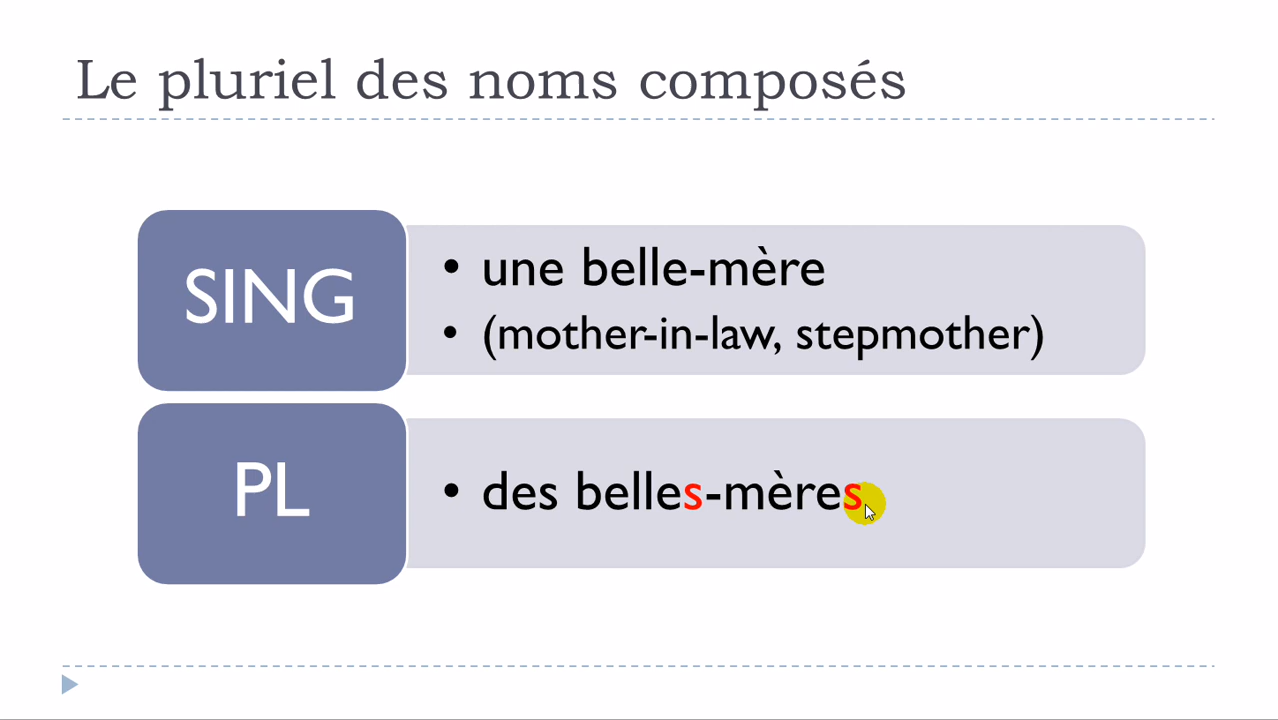 Le pluriel des noms composés
SING
• une belle-mère
• (mother-in-law, stepmother)
PL
• des belles-mères